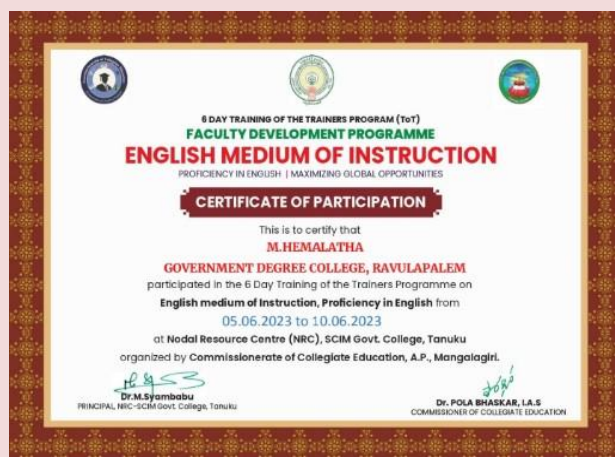 6 DAY TRAINING OF THE TRAINERS PROGRAM (ToT)
FACULTY DEVELOPMENT PROGRAMME
ENGLISH MEDIUM OF INSTRUCTION
PROFICIENCY IN ENGLISH | MAXIMIZING GLOBAL OPPORTUNITIES
CERTIFICATE OF PARTICIPATION
This is to certify that
M.HEMALATHA
GOVERNMENT DEGREE COLLEGE, RAVULAPALEM
participated in the 6 Day Training of the Trainers Programme on
English medium of Instruction, Proficiency in English from
05.06.2023 to 10.06.2023
at Nodal Resource Centre (NRC), SCIM Govt. College, Tanuku
organized by Commissionerate of Collegiate Education, A.P., Mangalagiri.
Dr.M.Syambabu
PRINCIPAL, NRC-SCIM Govt. College, Tanuku
Dr. POLA BHASKAR, I.A.S
COMMISSIONER OF COLLEGIATE EDUCATION